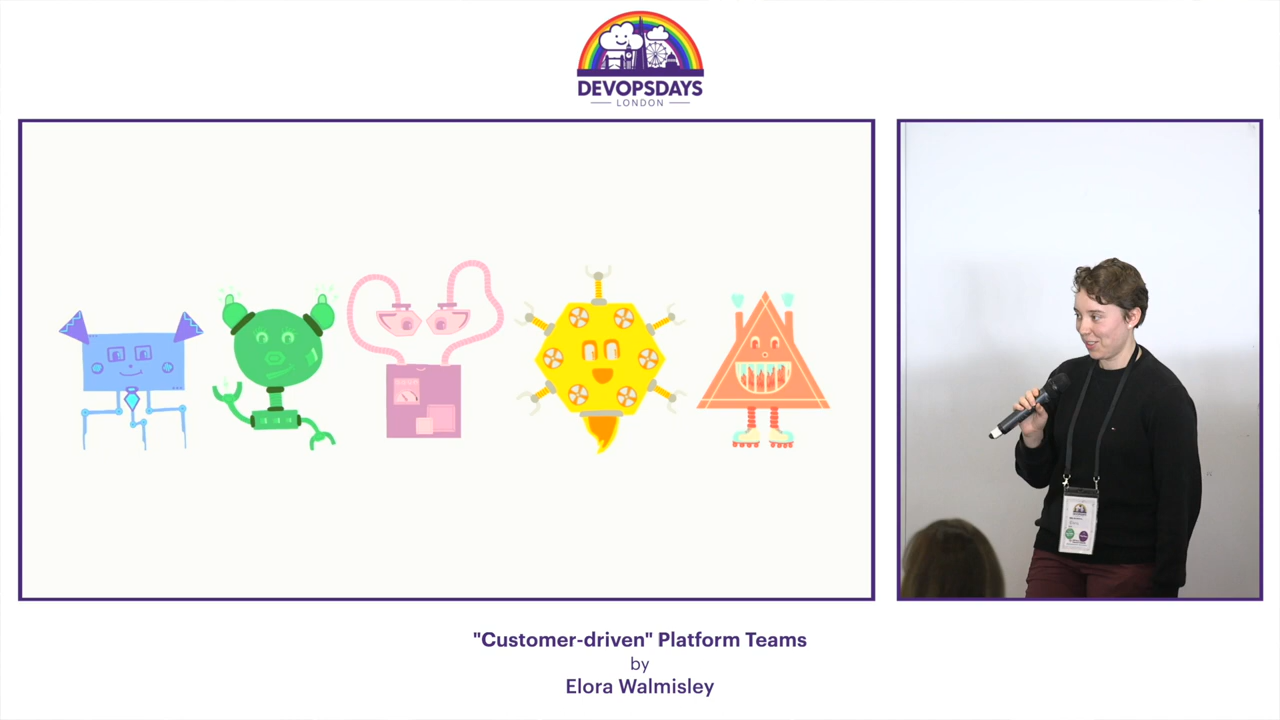 DEVOPSDAYS
LONDON
"Customer-driven" Platform Teams
by
Elora Walmisley